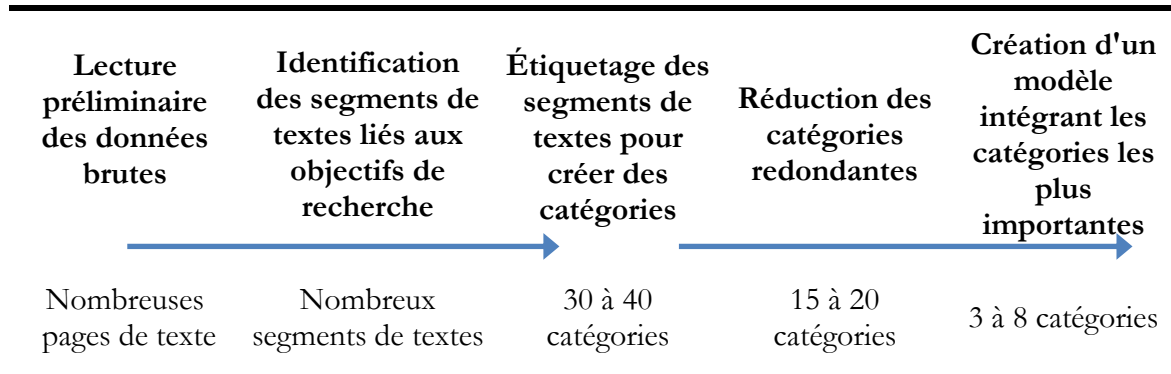 Lecture
préliminaire
des données
brutes
Identification
des segments de
textes liés aux
objectifs de
recherche
Étiquetage des
segments de
textes pour
créer des
catégories
Réduction des
catégories
redondantes
Création d'un
modèle
intégrant les
catégories les
plus
importantes
Nombreuses
pages de texte
Nombreux
segments de textes
30 à 40
catégories
15 à 20
catégories
3 à 8 catégories